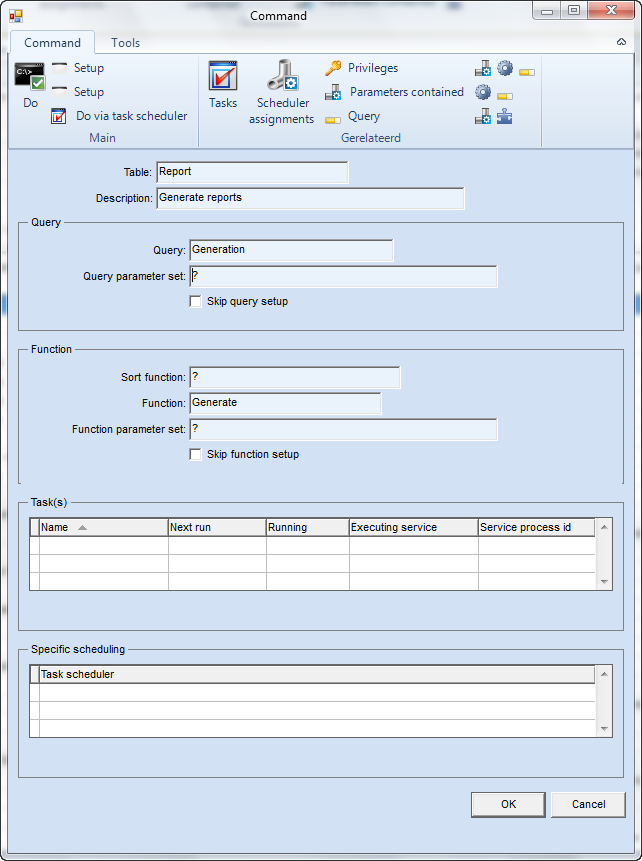 Command
Command Tools
Setup Privileges
Setup Parameters contained
Do Tasks Scheduler assignments
Do via task scheduler Query
Main Gerelateerd
Table: Report
Description: Generate reports
Query
Query: Generation
Query parameter set: ?
Skip query setup
Function
Sort function: ?
Function: Generate
Function parameter set: ?
Skip function setup
Task(s)
Name Next run Running Executing service Service process id
Specific scheduling
Task scheduler
OK Cancel